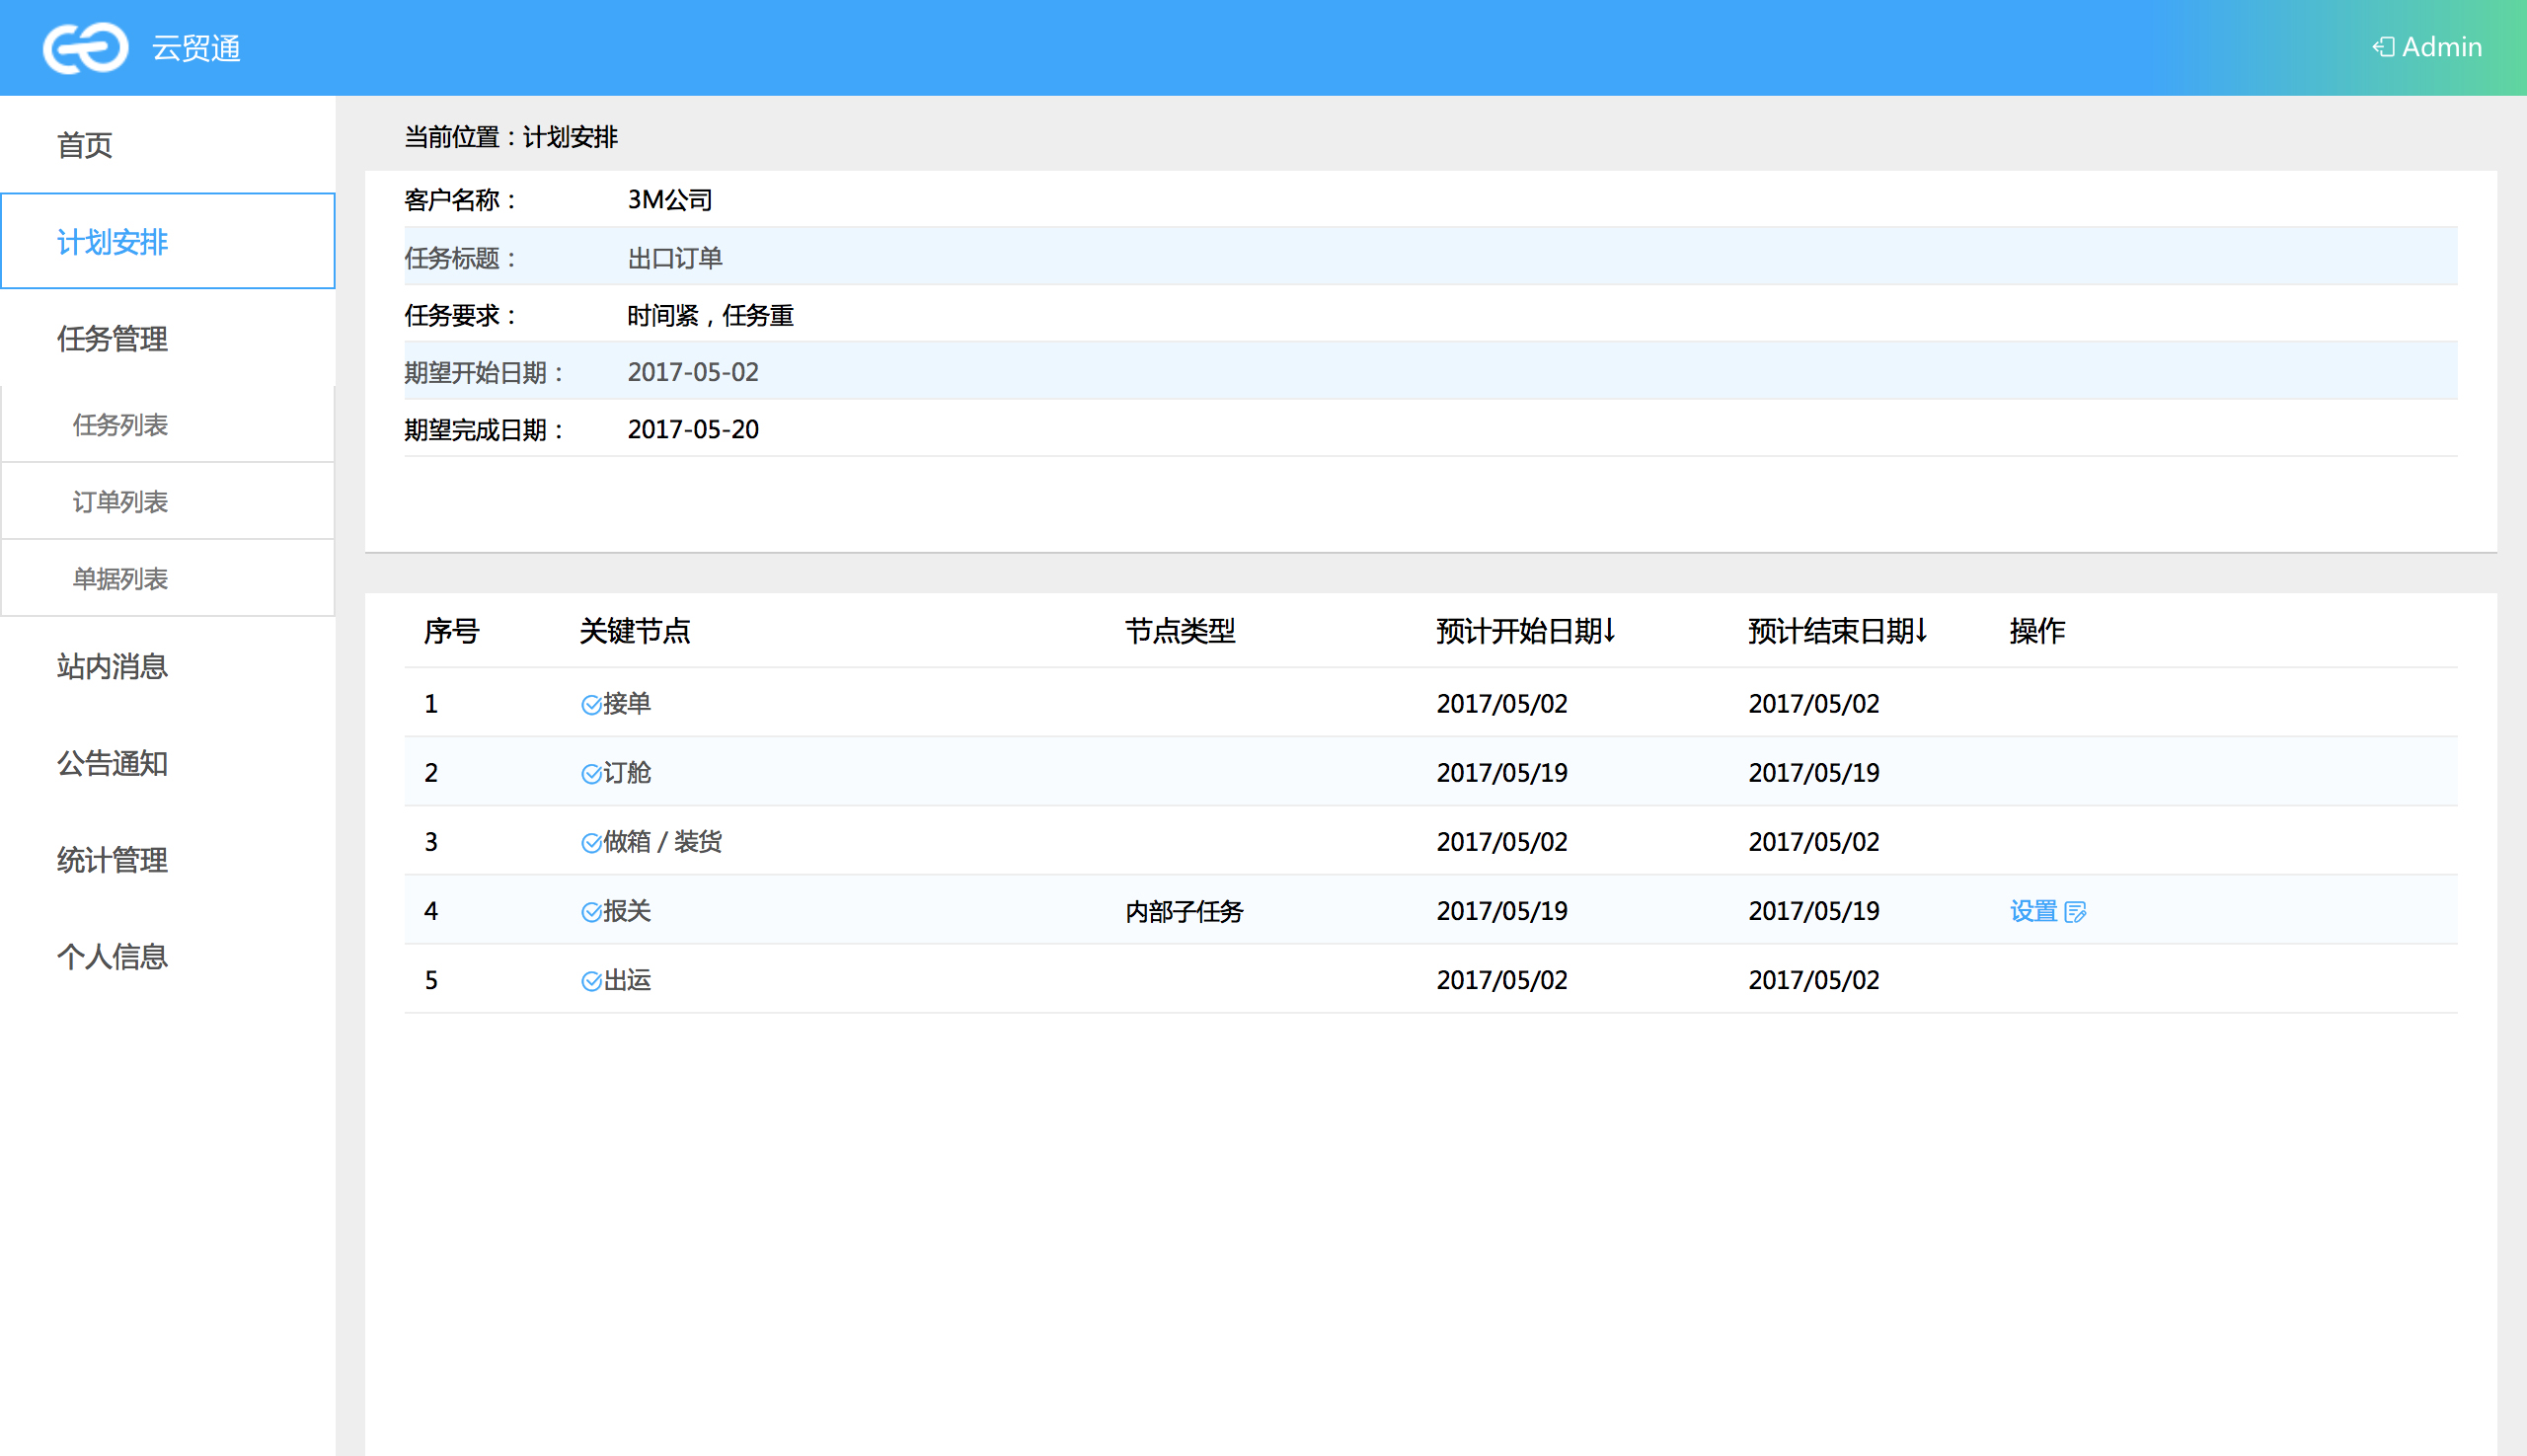 云贸通
Admin
首页
计划安排
任务管理
任务列表
订单列表
单据列表
站内消息
公告通知
统计管理
个人信息
当前位置：计划安排
客户名称： 3M公司
任务标题： 出口订单
任务要求： 时间紧，任务重
期望开始日期： 2017-05-02
期望完成日期： 2017-05-20
序号 关键节点 节点类型 预计开始日期↓ 预计结束日期↓ 操作
1 接单 2017/05/02 2017/05/02
2 订舱 2017/05/19 2017/05/19
3 做箱 / 装货 2017/05/02 2017/05/02
4 报关 内部子任务 2017/05/19 2017/05/19 设置
5 出运 2017/05/02 2017/05/02